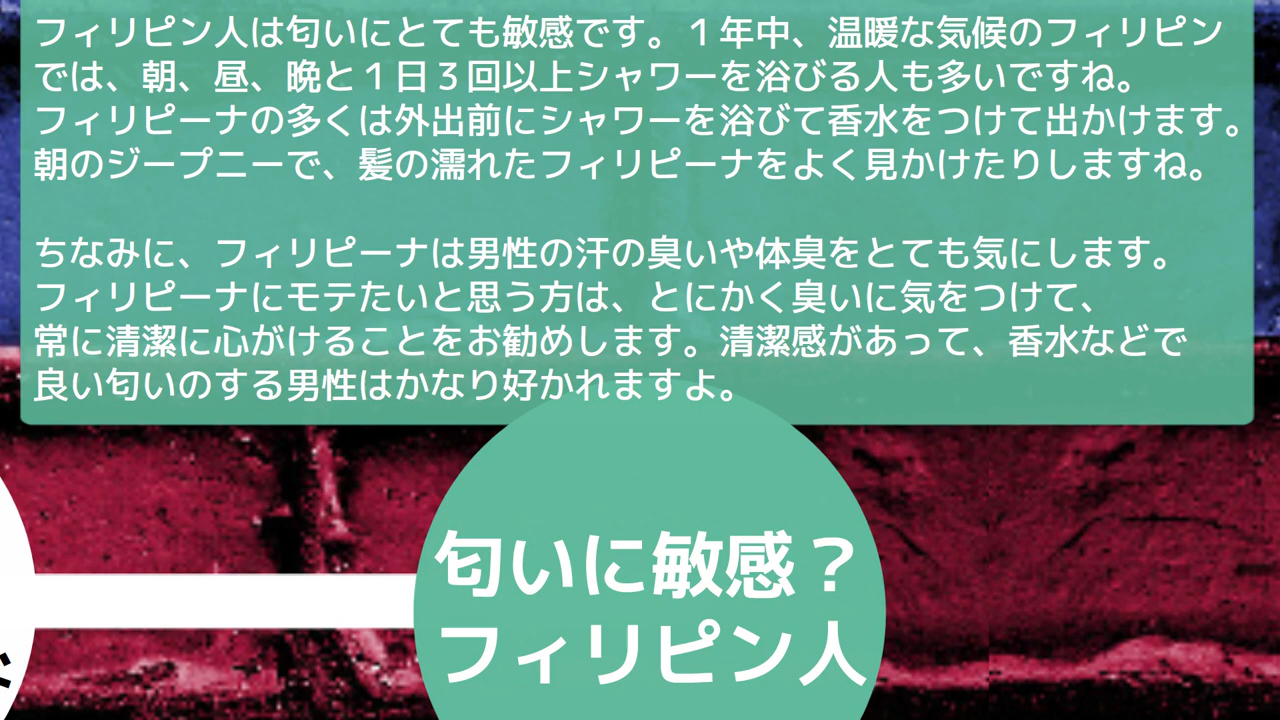 フィリピン人は匂いにとても敏感です。１年中、温暖な気候のフィリピン
では、朝、昼、晩と１日３回以上シャワーを浴びる人も多いですね。
フィリピーナの多くは外出前にシャワーを浴びて香水をつけて出かけます。
朝のジープニーで、髪の濡れたフィリピーナをよく見かけたりしますね。
ちなみに、フィリピーナは男性の汗の臭いや体臭をとても気にします。
フィリピーナにモテたいと思う方は、とにかく臭いに気をつけて、
常に清潔に心がけることをお勧めします。清潔感があって、香水などで
良い匂いのする男性はかなり好かれますよ。
匂いに敏感？
フィリピン人